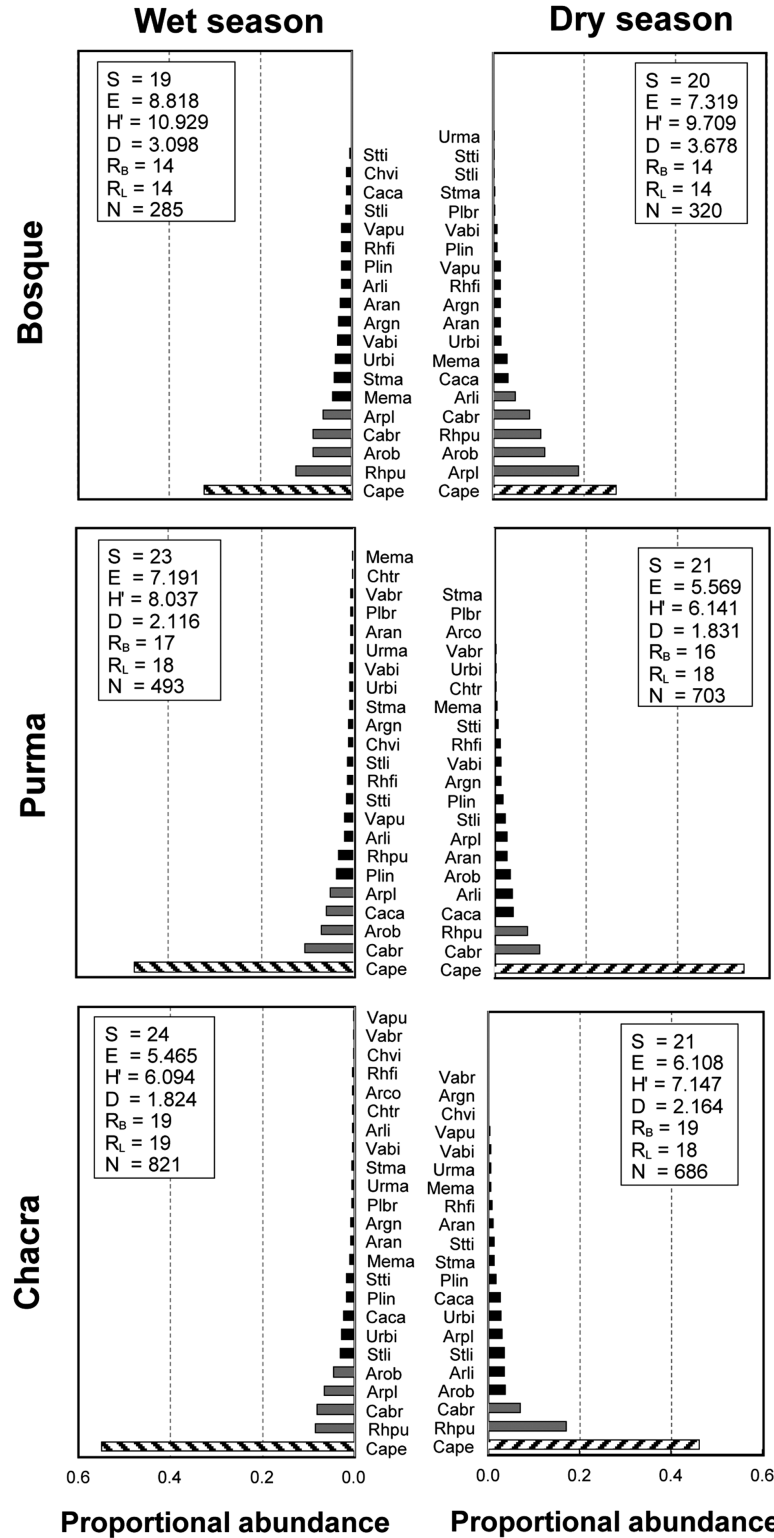 Wet season
Dry season
Bosque
S = 19
E = 8.818
H' = 10.929
D = 3.098
RB = 14
RL = 14
N = 285
Stti
Chvi
Caca
Stli
Vapu
Rhfi
Plin
Arli
Aran
Argn
Vabi
Urbi
Stma
Mema
Arpl
Cabr
Arob
Rhpu
Cape
S = 20
E = 7.319
H' = 9.709
D = 3.678
RB = 14
RL = 14
N = 320
Urma
Stti
Stli
Stma
Plbr
Vabi
Plin
Vapu
Rhfi
Argn
Aran
Urbi
Mema
Caca
Arli
Cabr
Rhpu
Arob
Arpl
Cape
Purma
S = 23
E = 7.191
H' = 8.037
D = 2.116
RB = 17
RL = 18
N = 493
Mema
Chtr
Vabr
Plbr
Aran
Urma
Vabi
Urbi
Stma
Argn
Chvi
Stli
Rhfi
Stti
Vapu
Arli
Rhpu
Plin
Arpl
Caca
Arob
Cabr
Cape
S = 21
E = 5.569
H' = 6.141
D = 1.831
RB = 16
RL = 18
N = 703
Stma
Plbr
Arco
Vabr
Urbi
Chtr
Mema
Stti
Rhfi
Vabi
Argn
Plin
Stli
Arpl
Aran
Arob
Arli
Caca
Rhpu
Cabr
Cape
Chacra
S = 24
E = 5.465
H' = 6.094
D = 1.824
RB = 19
RL = 19
N = 821
Vapu
Vabr
Chvi
Rhfi
Arco
Chtr
Arli
Vabi
Stma
Urma
Plbr
Argn
Aran
Mema
Stti
Plin
Caca
Urbi
Stli
Arob
Arpl
Cabr
Rhpu
Cape
S = 21
E = 6.108
H' = 7.147
D = 2.164
RB = 19
RL = 18
N = 686
Vabr
Argn
Chvi
Vapu
Vabi
Urma
Mema
Rhfi
Aran
Stti
Stma
Plin
Caca
Urbi
Arpl
Stli
Arli
Arob
Cabr
Rhpu
Cape
0.6 0.4 0.2 0.0
0.0 0.2 0.4 0.6
Proportional abundance
Proportional abundance